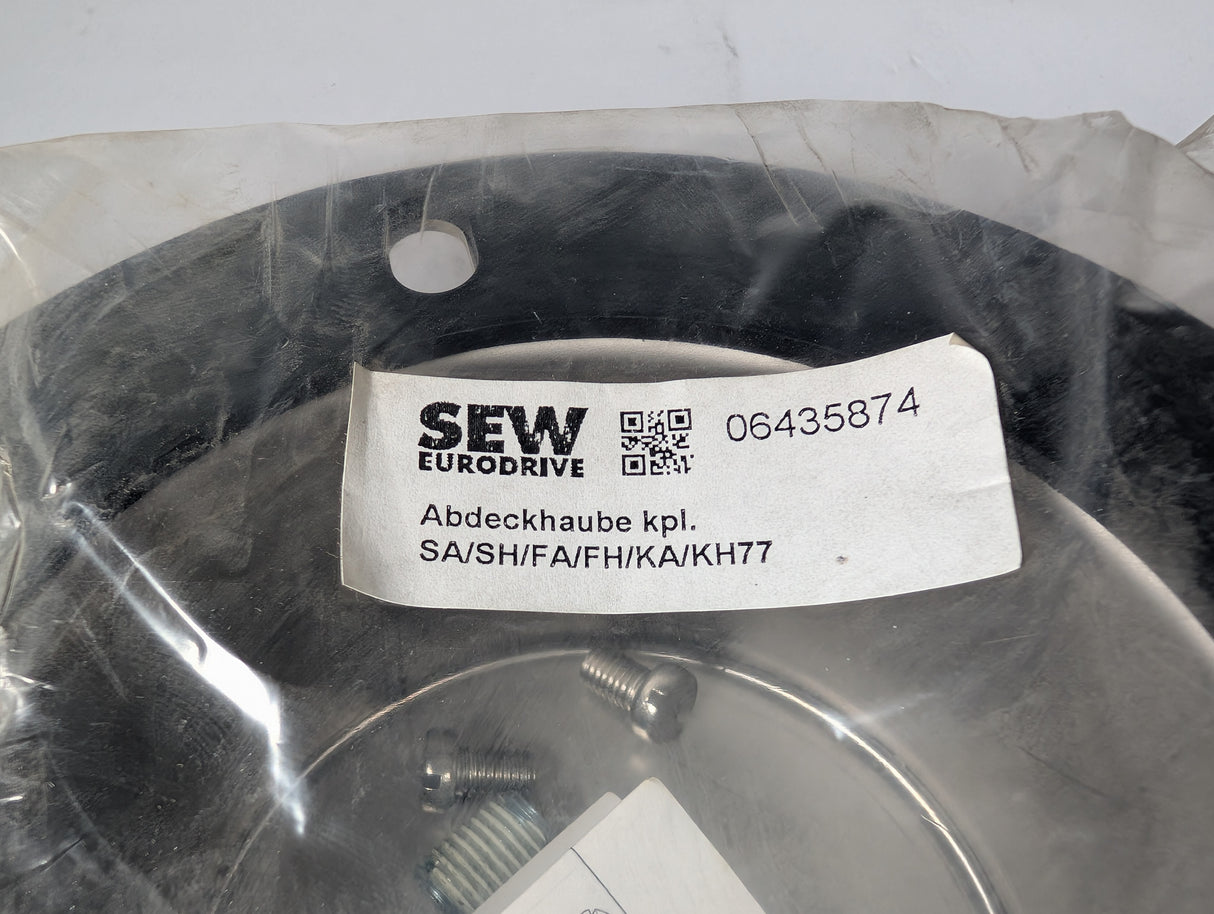 SEW
EURODRIVE
06435874
Abdeckhaube kpl.
SA/SH/FA/FH/KA/KH77